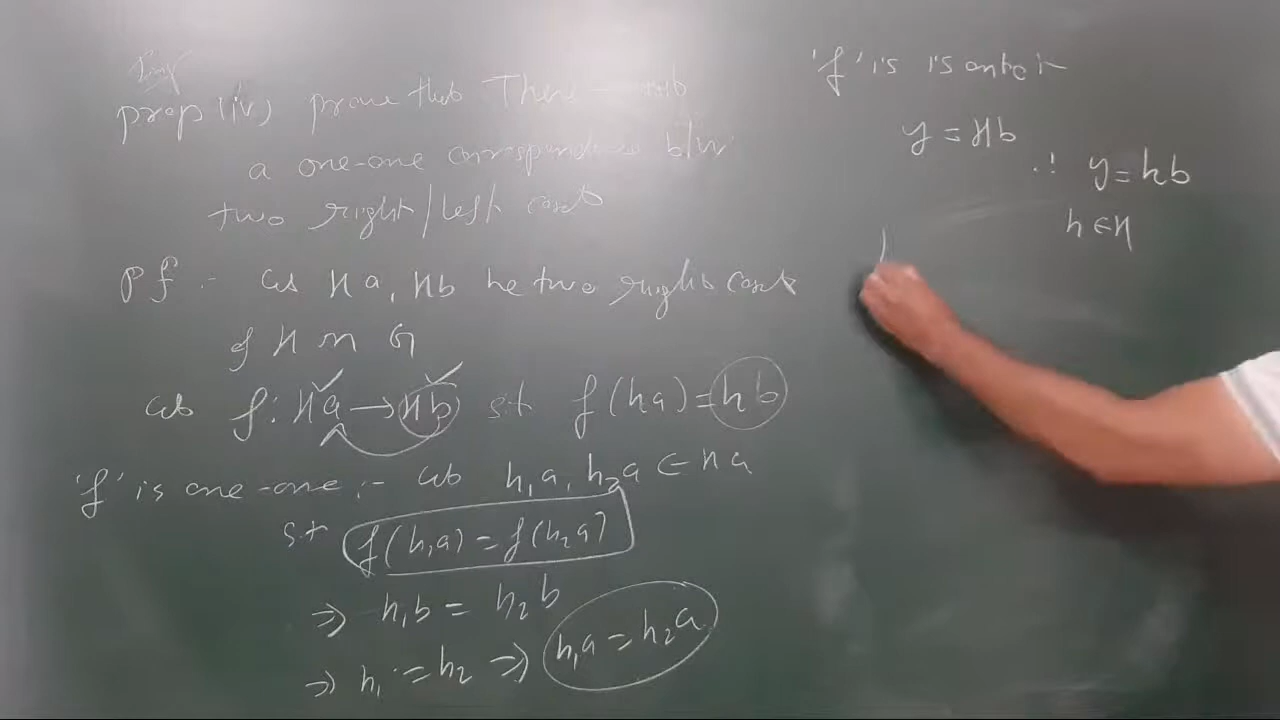 prop (iv) prove that There exists
a one-one correspondence b/w
two right/left cosets
Pf :- Let Ha, Hb be two right cosets
of H in G
Let f: Ha → Hb s.t f(ha) = hb
'f' is one-one :- Let h₁a, h₂a ∈ Ha
s.t f(h₁a) = f(h₂a)
⇒ h₁b = h₂b
⇒ h₁ = h₂ ⇒ h₁a = h₂a
'f' is is onto
y = Hb
∴ y = hb
h ∈ H